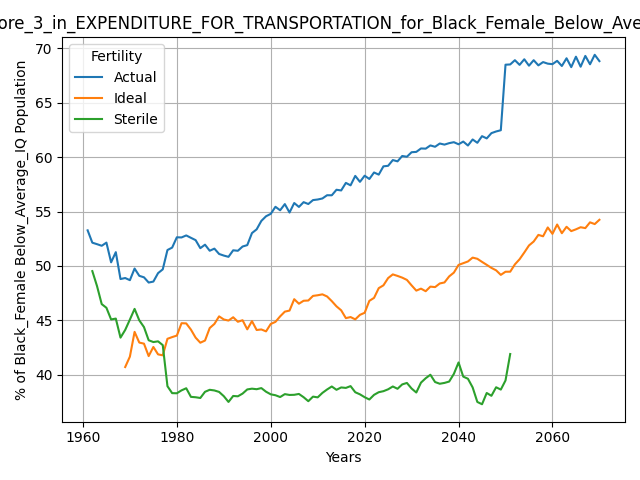 ore_3_in_EXPENDITURE_FOR_TRANSPORTATION_for_Black_Female_Below_Ave
% of Black_Female Below_Average_IQ Population
70
65
60
55
50
45
40
Fertility
Actual
Ideal
Sterile
1960
1980
2000
2020
2040
2060
Years